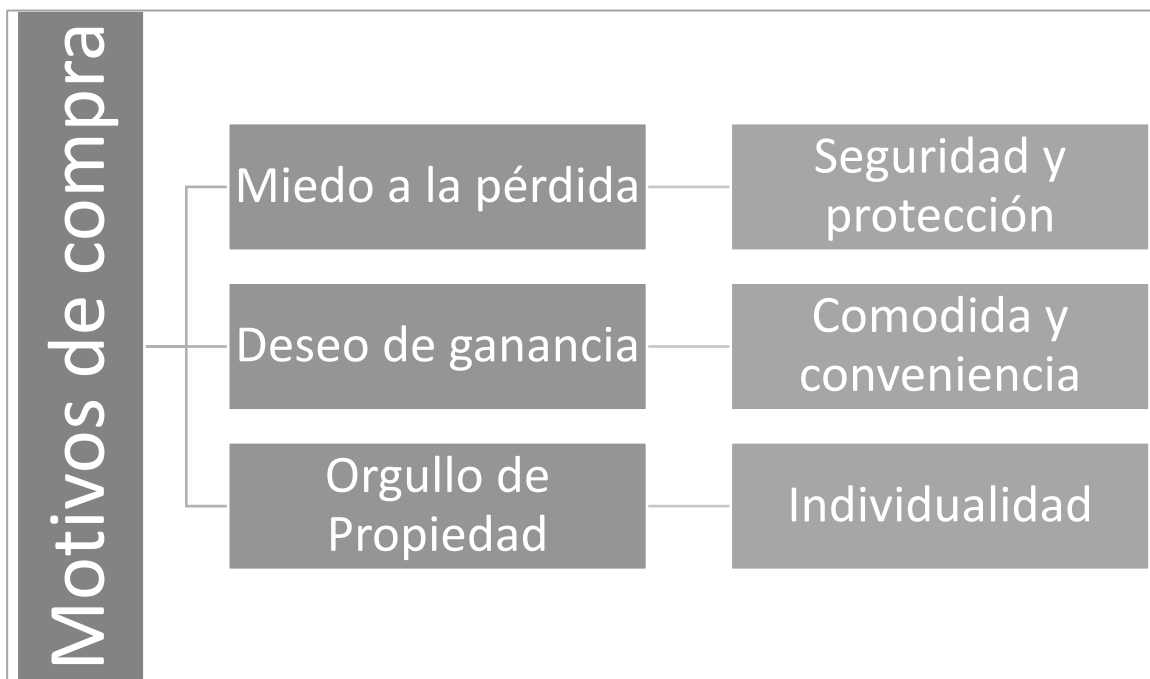 Motivos de compra
Miedo a la pérdida
Seguridad y
protección
Deseo de ganancia
Comodida y
conveniencia
Orgullo de
Propiedad
Individualidad